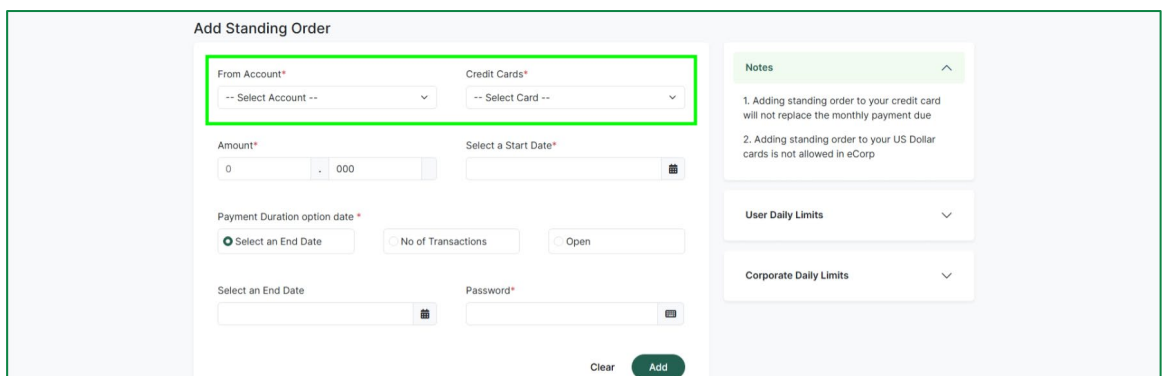 Add Standing Order
From Account* Credit Cards*
-- Select Account -- -- Select Card --
Amount* Select a Start Date*
0 . 000
Payment Duration option date *
Select an End Date No of Transactions Open
Select an End Date Password*
Clear Add
Notes
1. Adding standing order to your credit card
will not replace the monthly payment due
2. Adding standing order to your US Dollar
cards is not allowed in eCorp
User Daily Limits
Corporate Daily Limits